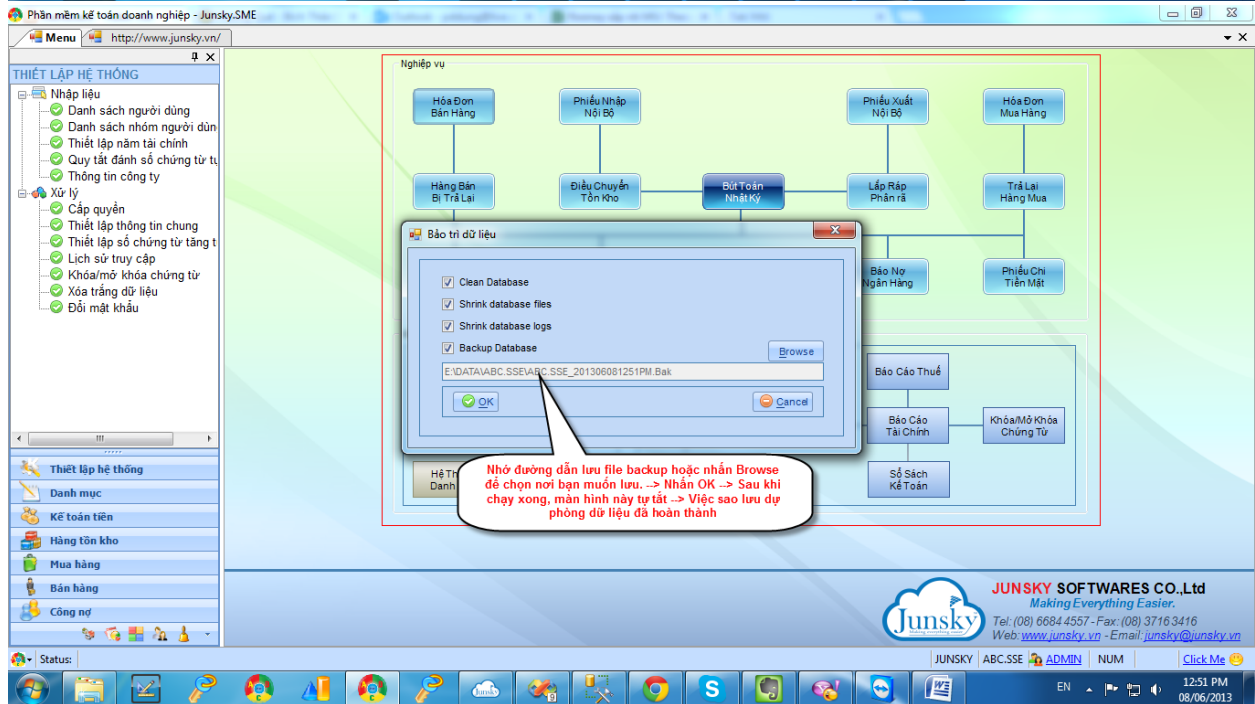 Phần mềm kế toán doanh nghiệp - Junsky.SME
Menu
http://www.junsky.vn/
THIẾT LẬP HỆ THỐNG
Nhập liệu
Danh sách người dùng
Danh sách nhóm người dùn
Thiết lập năm tài chính
Quy tắt đánh số chứng từ tụ
Thông tin công ty
Xử lý
Cấp quyền
Thiết lập thông tin chung
Thiết lập số chứng từ tăng t
Lịch sử truy cập
Khóa/mở khóa chứng từ
Xóa trắng dữ liệu
Đổi mật khẩu
Thiết lập hệ thống
Danh mục
Kế toán tiền
Hàng tồn kho
Mua hàng
Bán hàng
Công nợ
Nghiệp vụ
Hóa Đơn
Bán Hàng
Phiếu Nhập
Nội Bộ
Phiếu Xuất
Nội Bộ
Hóa Đơn
Mua Hàng
Hàng Bán
Bị Trả Lại
Điều Chuyển
Tồn Kho
Bút Toán
Nhật Ký
Lắp Ráp
Phân rã
Trả Lại
Hàng Mua
Báo Nợ
Ngân Hàng
Phiếu Chi
Tiền Mặt
Bảo trì dữ liệu
Clean Database
Shrink database files
Shrink database logs
Backup Database
Browse
E:\DATA\ABC.SSE\ABC.SSE_201306081251PM.Bak
OK
Cancel
Báo Cáo Thuế
Báo Cáo
Tài Chính
Khóa/Mở Khóa
Chứng Từ
Hệ Th
Danh
Sổ Sách
Kế Toán
Nhớ đường dẫn lưu file backup hoặc nhấn Browse
để chọn nơi bạn muốn lưu. --> Nhấn OK --> Sau khi
chạy xong, màn hình này tự tắt --> Việc sao lưu dự
phòng dữ liệu đã hoàn thành
Junsky
JUNSKY SOFTWARES CO.,Ltd
Making Everything Easier.
Tel: (08) 6684 4557 - Fax: (08) 3716 3416
Web: www.junsky.vn - Email: junsky@junsky.vn
Status:
JUNSKY
ABC.SSE
ADMIN
NUM
Click Me
EN
12:51 PM
08/06/2013